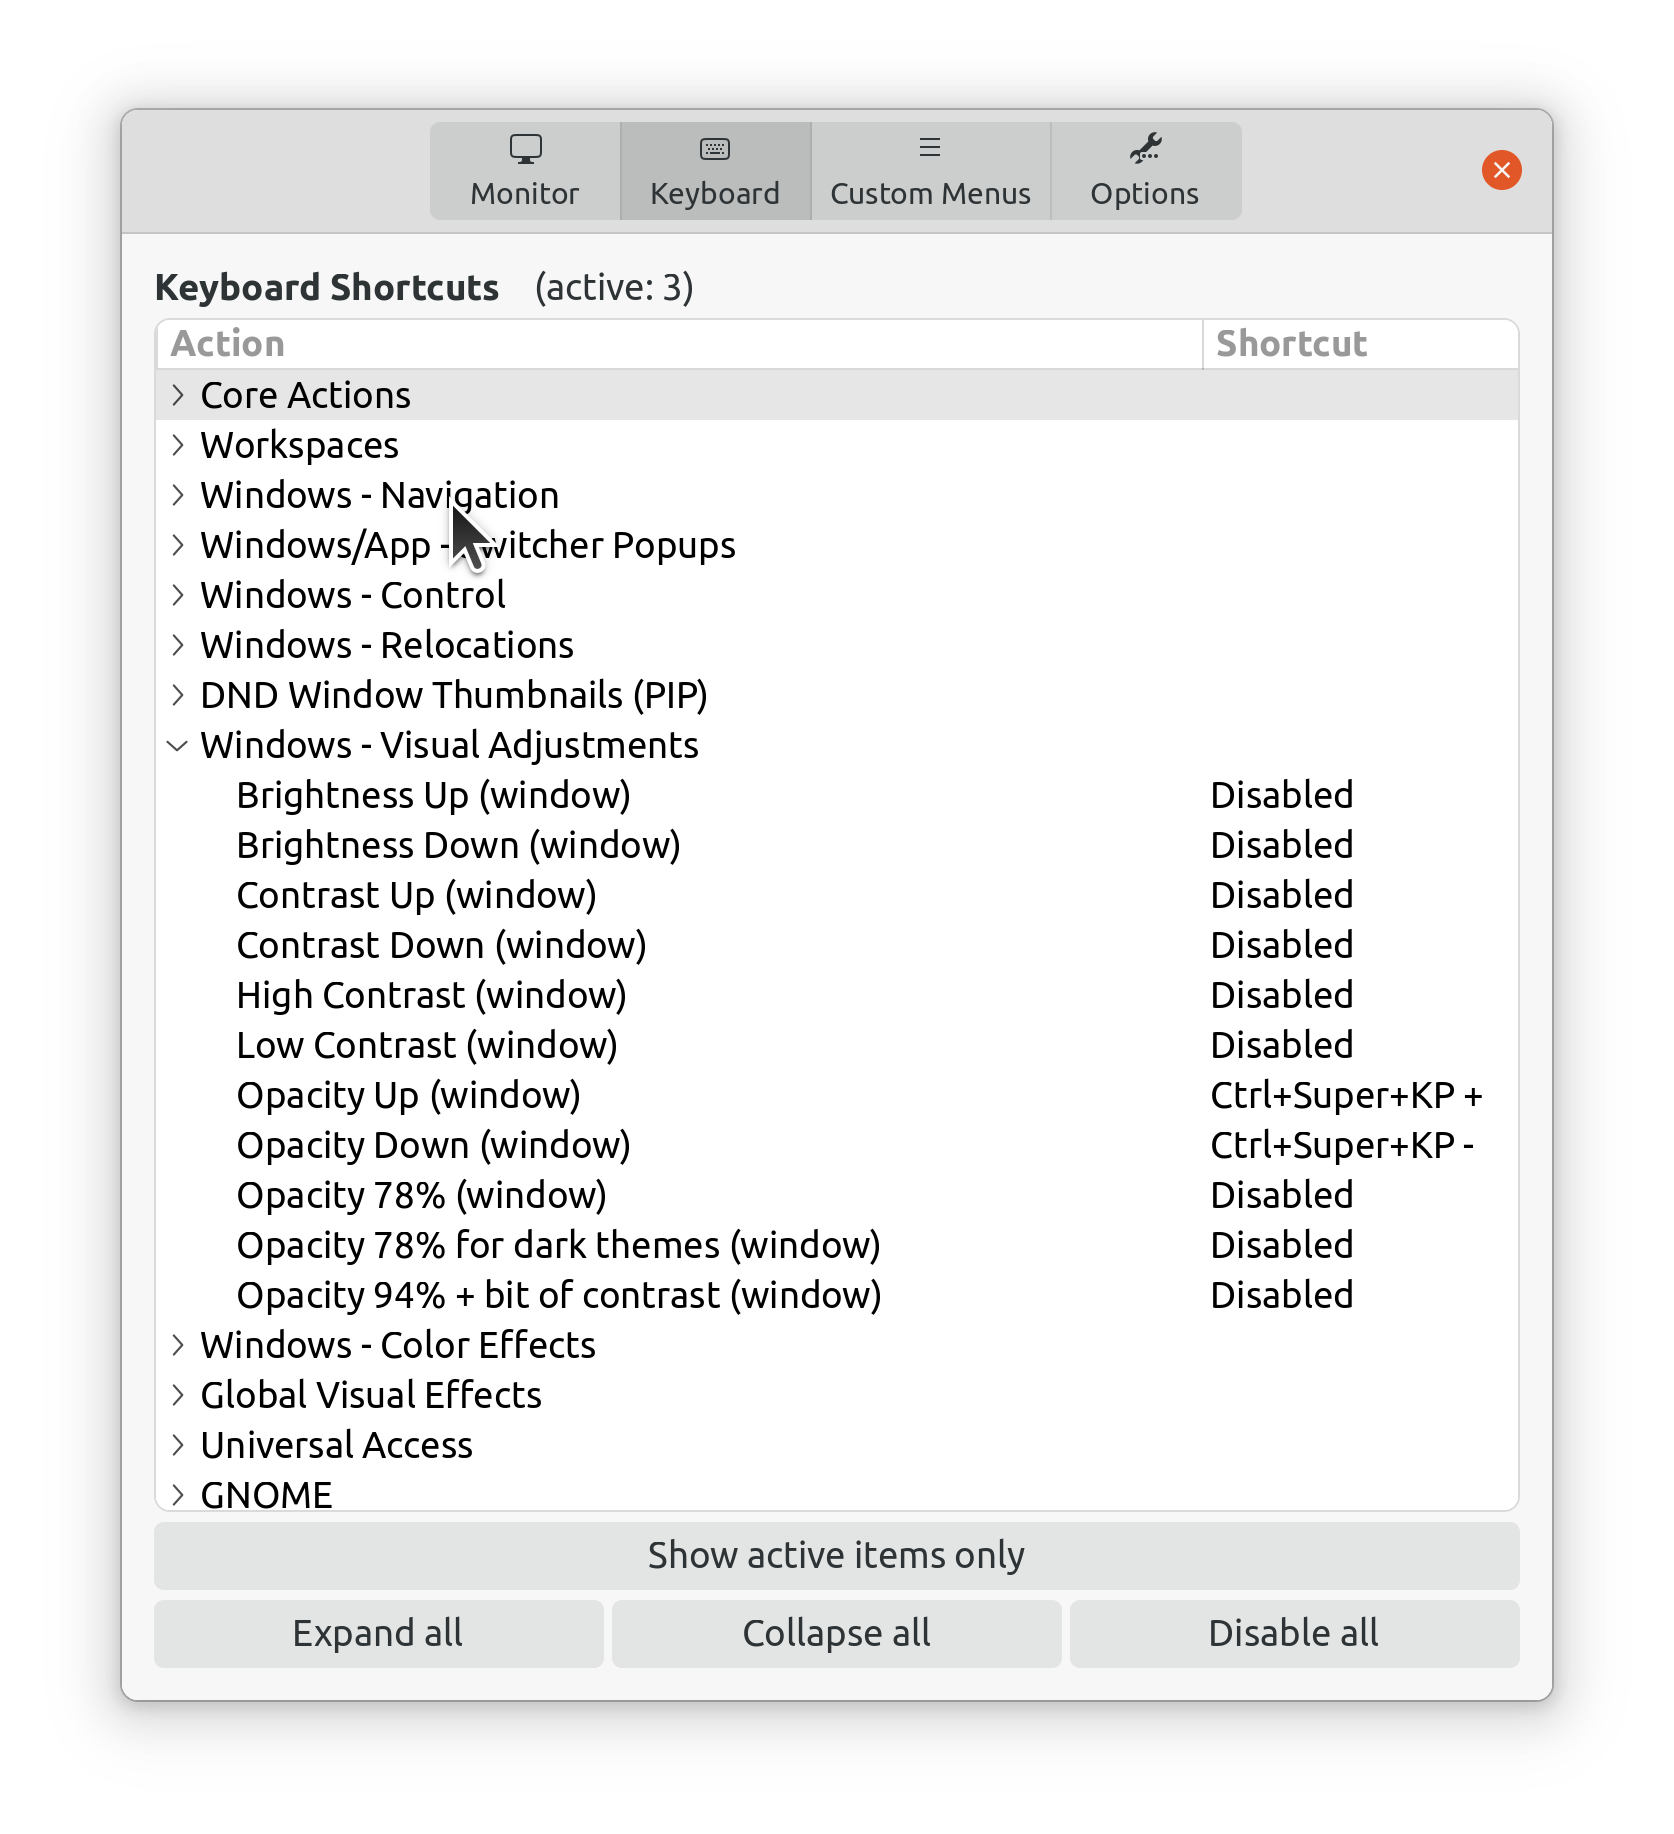 Monitor
Keyboard
Custom Menus
Options
Keyboard Shortcuts (active: 3)
Action Shortcut
Core Actions
Workspaces
Windows - Navigation
Windows/App - witcher Popups
Windows - Control
Windows - Relocations
DND Window Thumbnails (PIP)
Windows - Visual Adjustments
Brightness Up (window) Disabled
Brightness Down (window) Disabled
Contrast Up (window) Disabled
Contrast Down (window) Disabled
High Contrast (window) Disabled
Low Contrast (window) Disabled
Opacity Up (window) Ctrl+Super+KP +
Opacity Down (window) Ctrl+Super+KP -
Opacity 78% (window) Disabled
Opacity 78% for dark themes (window) Disabled
Opacity 94% + bit of contrast (window) Disabled
Windows - Color Effects
Global Visual Effects
Universal Access
GNOME
Show active items only
Expand all
Collapse all
Disable all